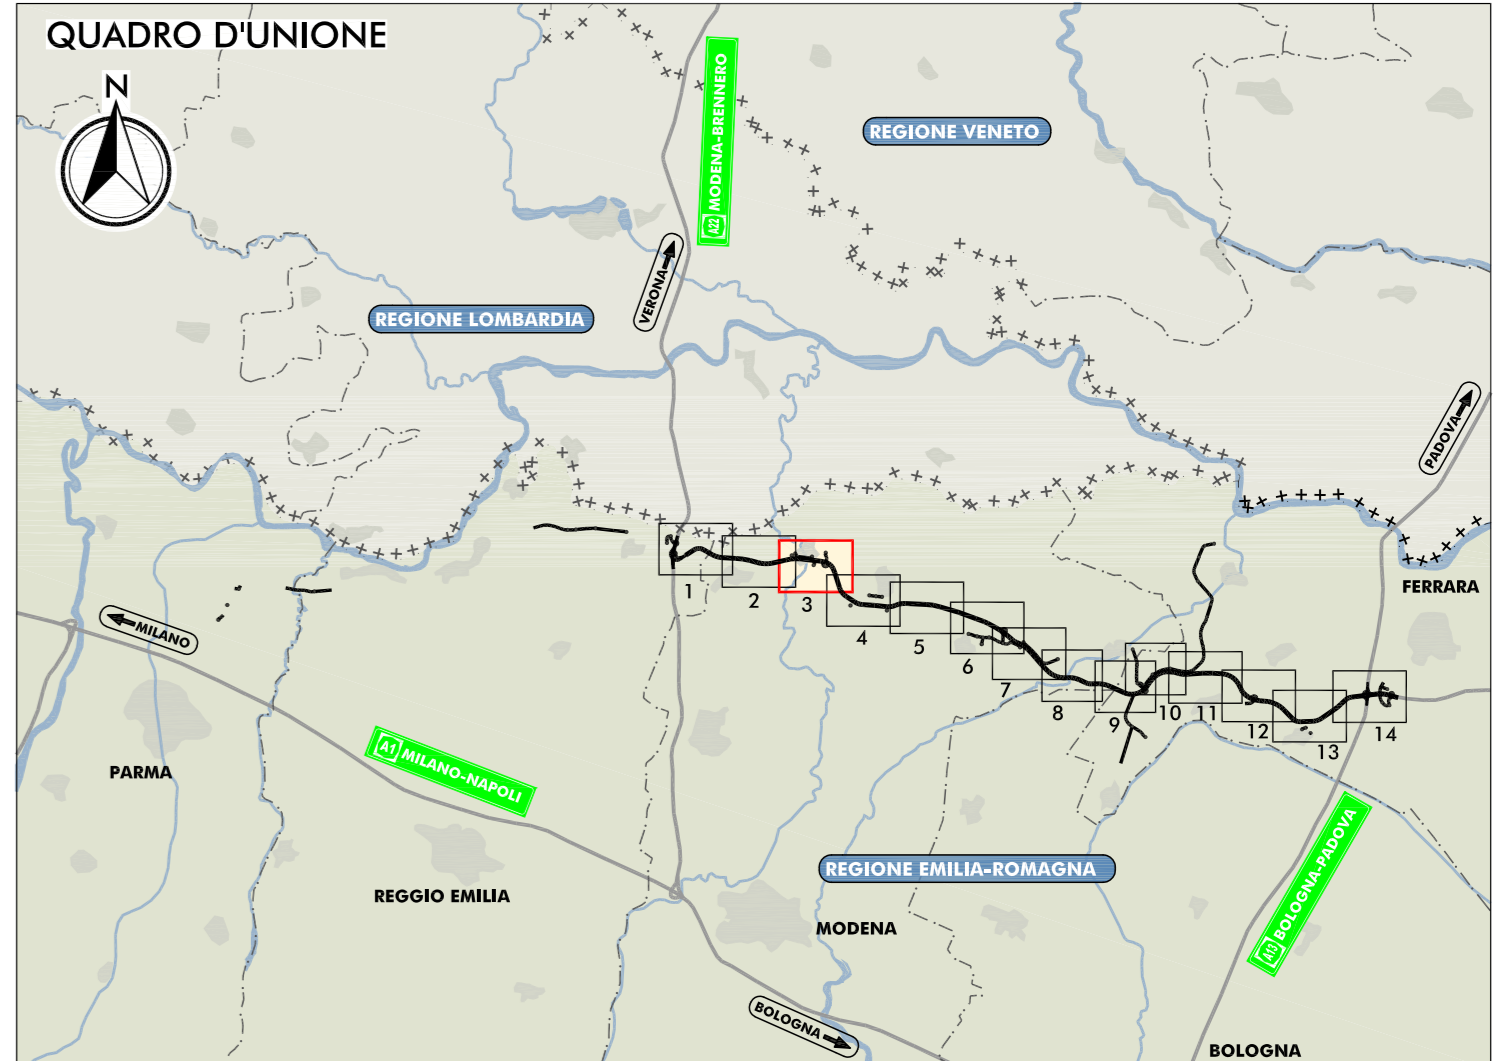 QUADRO D'UNIONE
N
A22 MODENA-BRENNERO
REGIONE VENETO
VERONA
REGIONE LOMBARDIA
PADOVA
FERRARA
MILANO
1
2
3
4
5
6
7
8
9
10
11
12
13
14
A1 MILANO-NAPOLI
PARMA
REGGIO EMILIA
REGIONE EMILIA-ROMAGNA
MODENA
A13 BOLOGNA-PADOVA
BOLOGNA
BOLOGNA